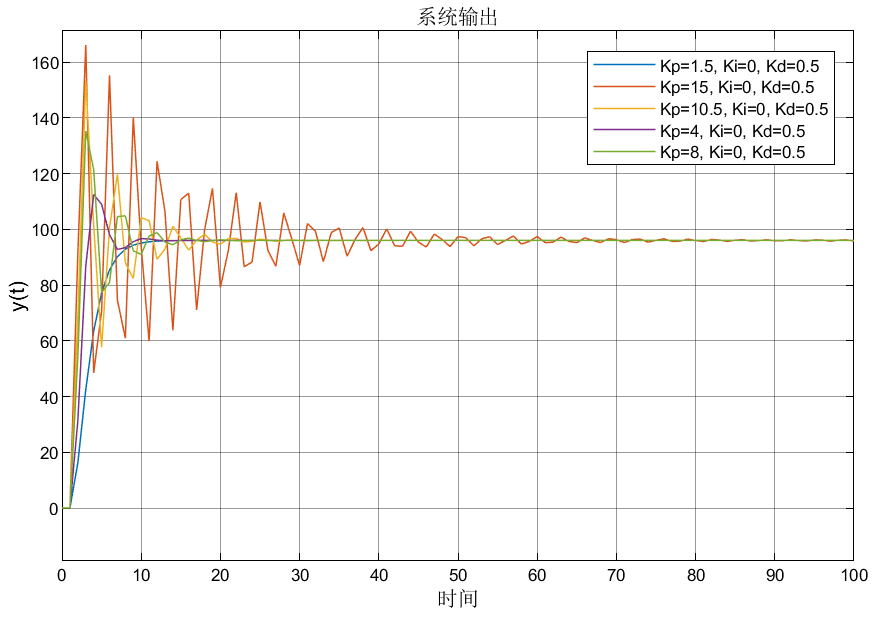 系统输出
Kp=1.5, Ki=0, Kd=0.5
Kp=15, Ki=0, Kd=0.5
Kp=10.5, Ki=0, Kd=0.5
Kp=4, Ki=0, Kd=0.5
Kp=8, Ki=0, Kd=0.5
y(t)
160
140
120
100
80
60
40
20
0
0 10 20 30 40 50 60 70 80 90 100
时间